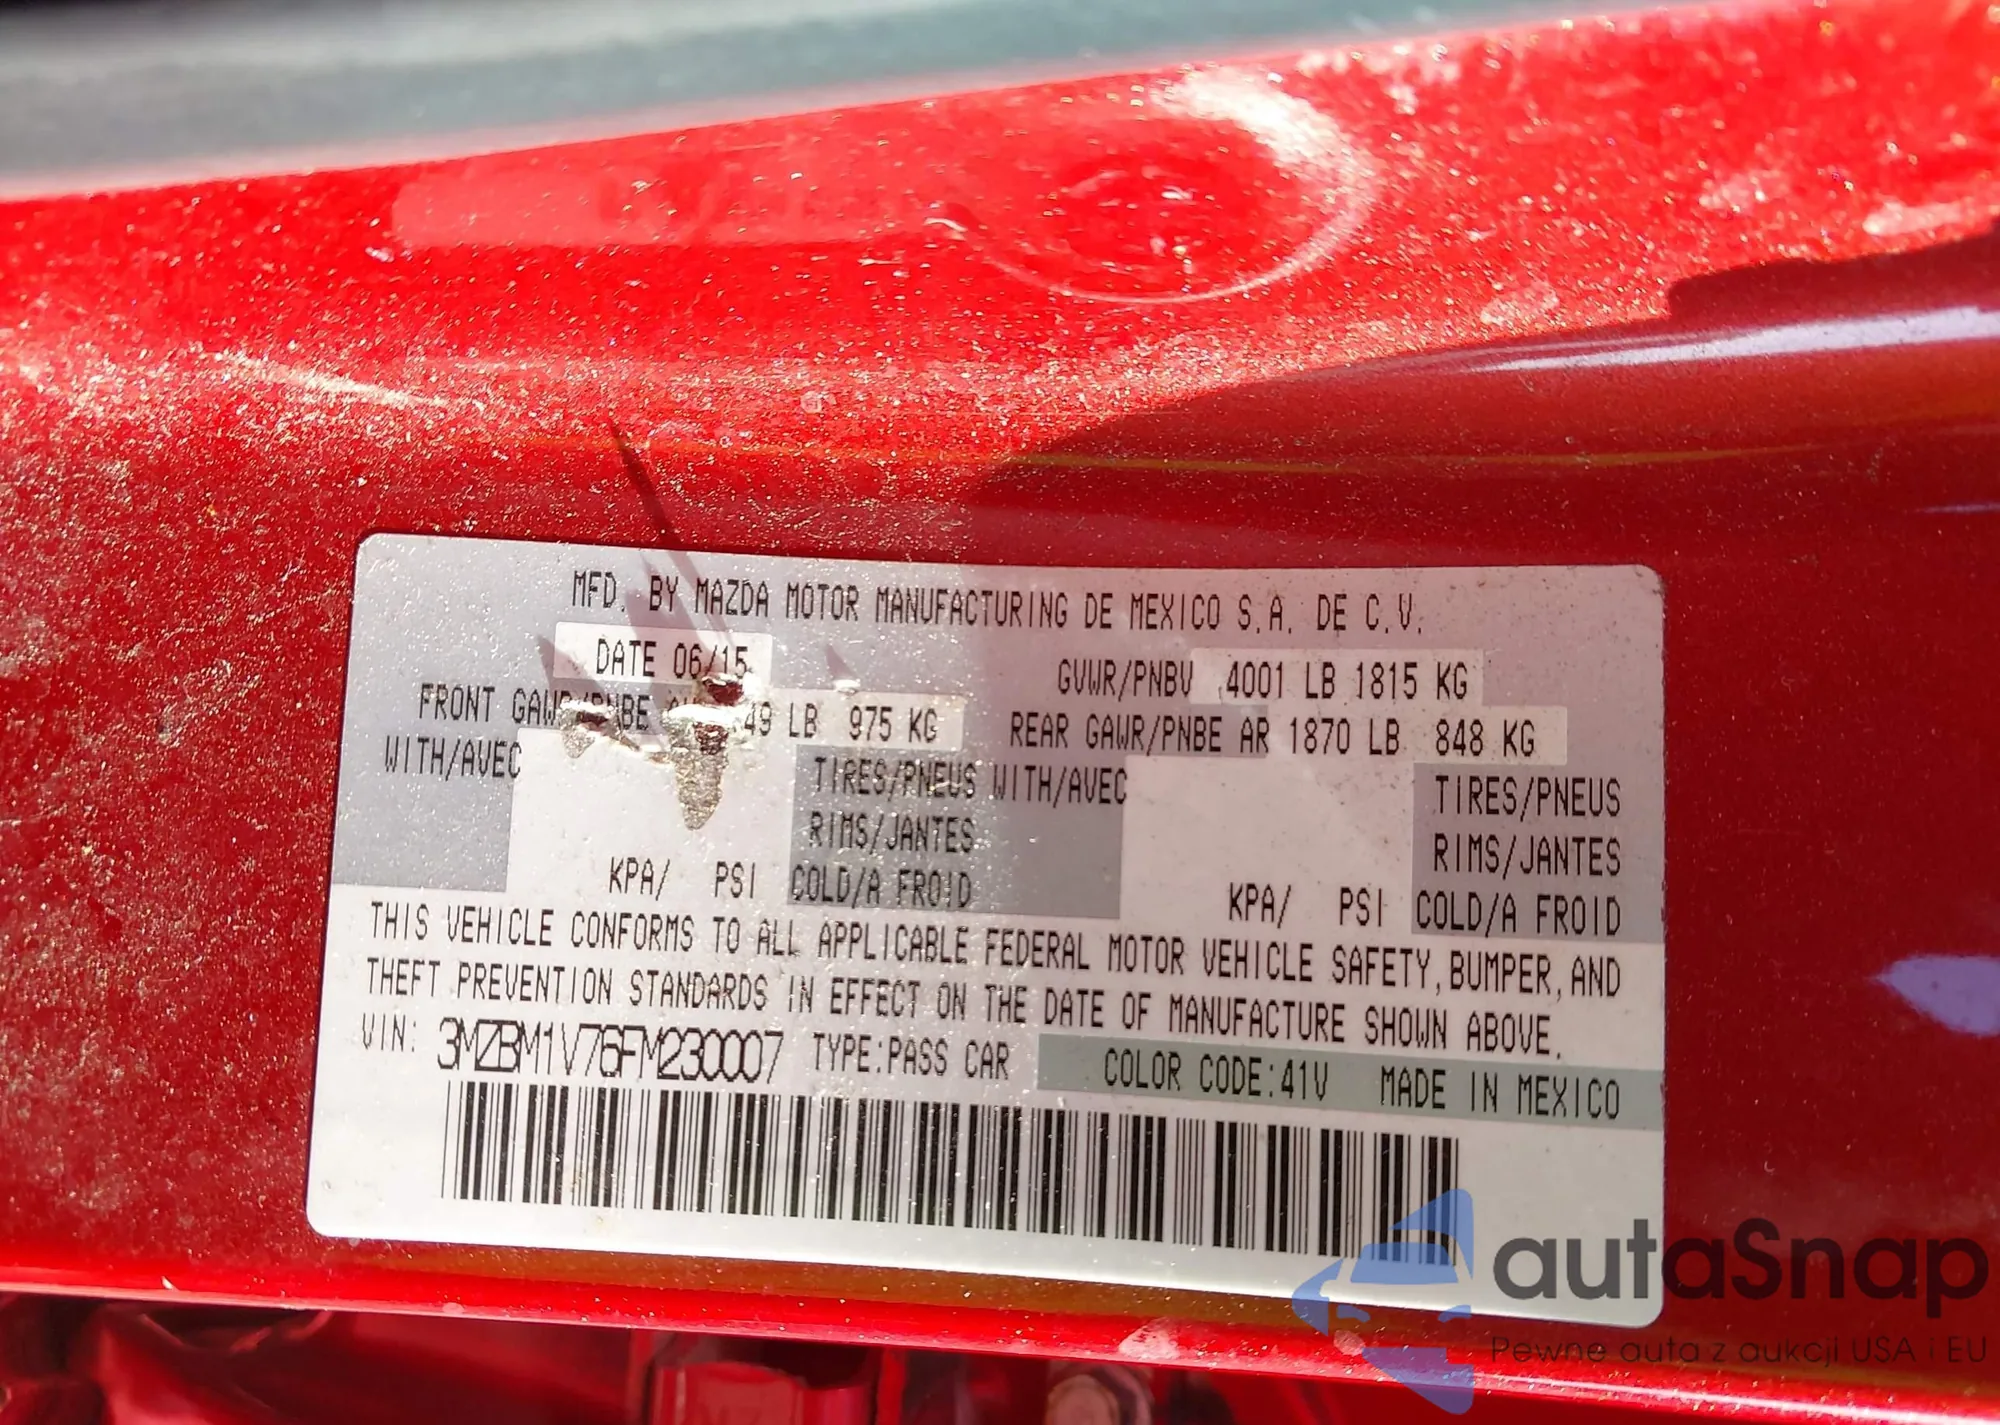 MFD. BY MAZDA MOTOR MANUFACTURING DE MEXICO S.A. DE C.V.
DATE 06/15 GVWR/PNBV 4001 LB 1815 KG
FRONT 49 LB 975 KG REAR GAWR/PNBE AR 1870 LB 848 KG
WITH/AVEC TIRES/PNEUS WITH/AVEC TIRES/PNEUS
RIMS/JANTES RIMS/JANTES
KPA/ PSI COLD/A FROID KPA/ PSI COLD/A FROID
THIS VEHICLE CONFORMS TO ALL APPLICABLE FEDERAL MOTOR VEHICLE SAFETY, BUMPER, AND
THEFT PREVENTION STANDARDS IN EFFECT ON THE DATE OF MANUFACTURE SHOWN ABOVE.
VIN: 3MZBM1V76FM230007 TYPE:PASS CAR COLOR CODE:41V MADE IN MEXICO
autaSnap
Pewne auta z aukcji USA i EU